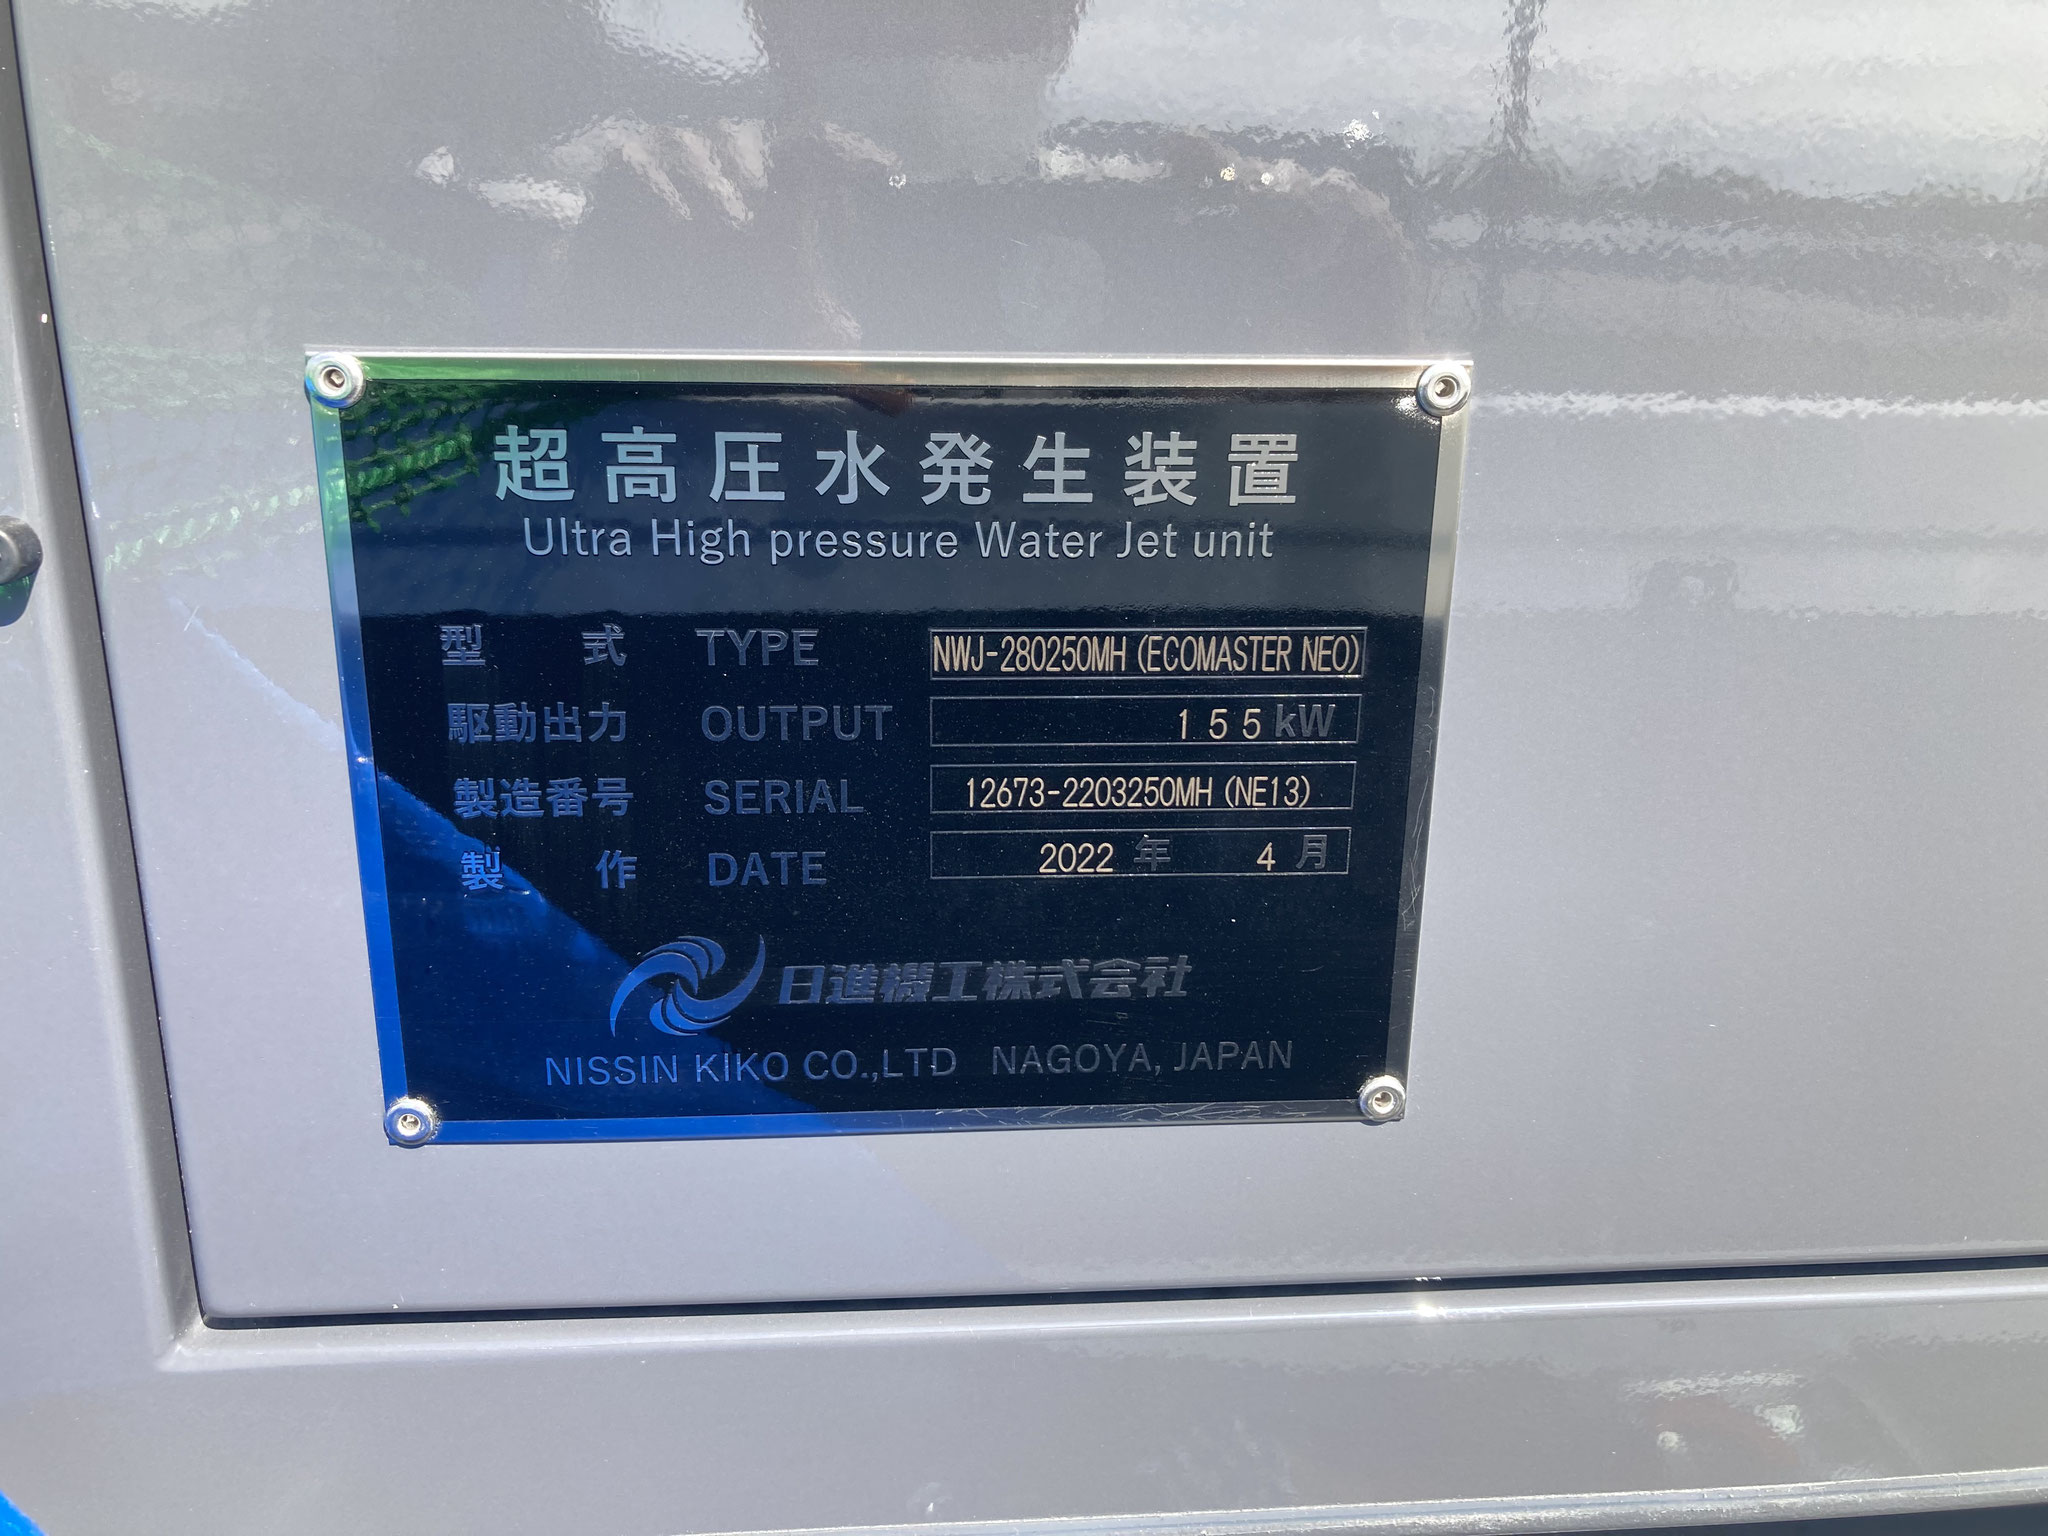 超高圧水発生装置
Ultra High pressure Water Jet unit
型式 TYPE NWJ-280250MH (ECOMASTER NEO)
駆動出力 OUTPUT 155kW
製造番号 SERIAL 12673-2203250MH (NE13)
製作 DATE 2022 年 4 月
日進機工株式会社
NISSIN KIKO CO.,LTD NAGOYA, JAPAN